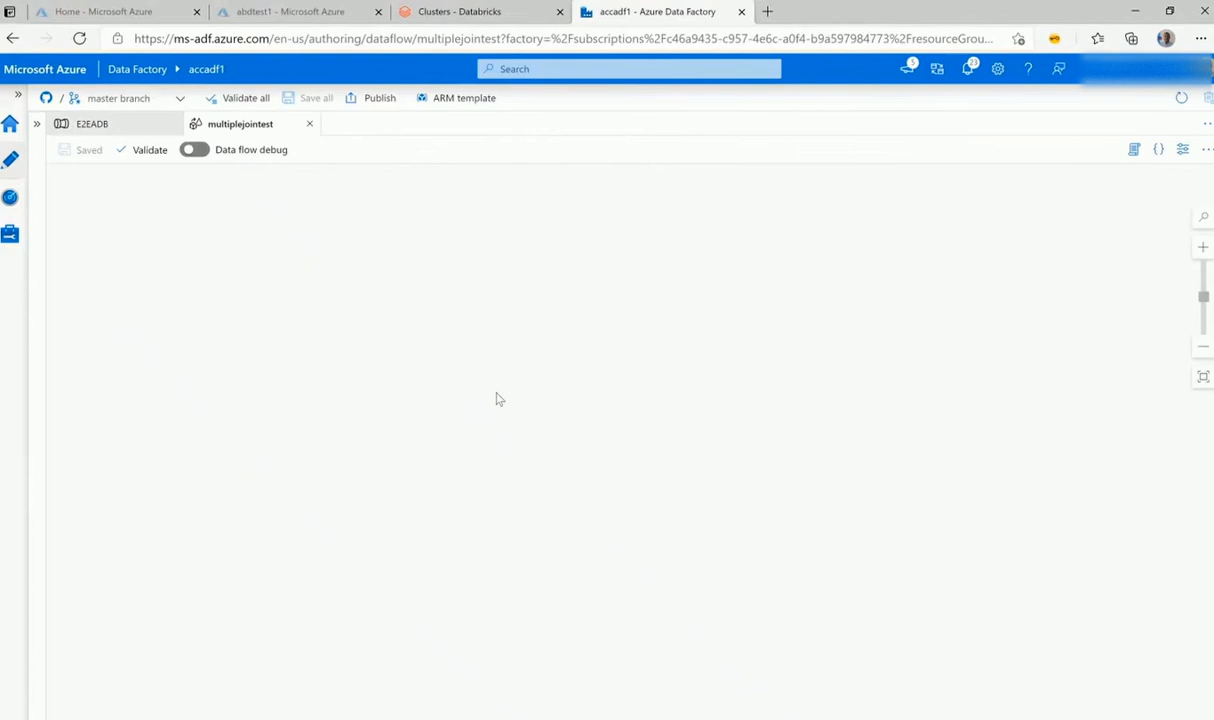 Home - Microsoft Azure
abdtest1 - Microsoft Azure
Clusters - Databricks
accadf1 - Azure Data Factory
https://ms-adf.azure.com/en-us/authoring/dataflow/multiplejointest?factory=%2Fsubscriptions%2Fc46a9435-c957-4e6c-a0f4-b9a597984773%2FresourceGrou...
Microsoft Azure
Data Factory
accadf1
Search
5
23
/ master branch
Validate all
Save all
Publish
ARM template
E2EADB
multiplejointest
Saved
Validate
Data flow debug